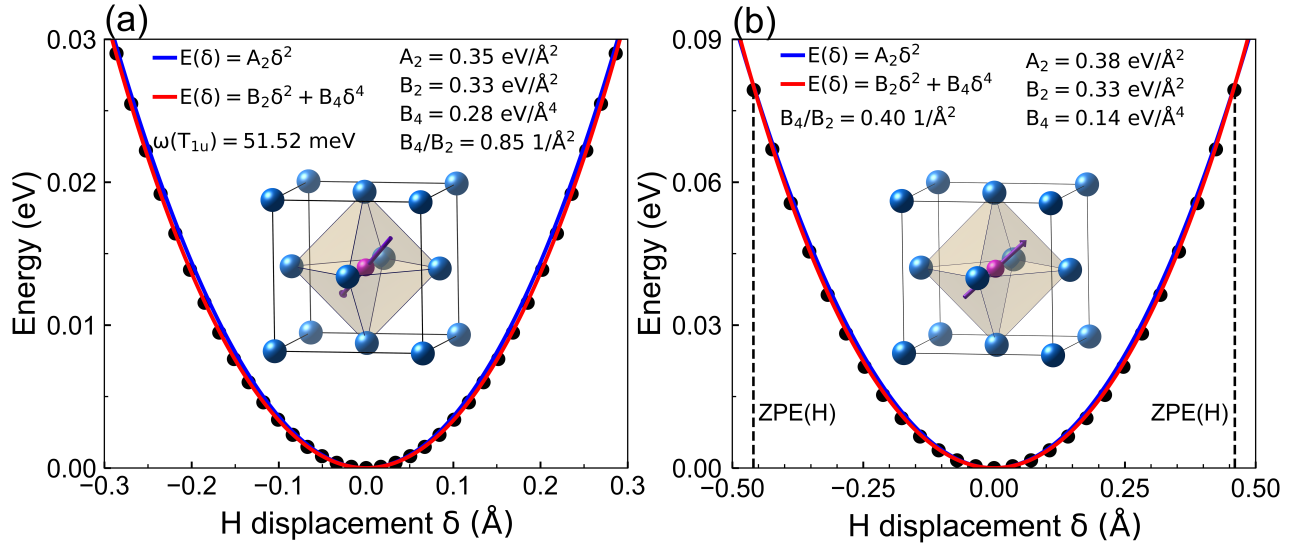 (a)
E(δ) = A₂δ²
E(δ) = B₂δ² + B₄δ⁴
ω(T₁ᵤ) = 51.52 meV
A₂ = 0.35 eV/Å²
B₂ = 0.33 eV/Å²
B₄ = 0.28 eV/Å⁴
B₄/B₂ = 0.85 1/Å²
Energy (eV)
0.03
0.02
0.01
0.00
−0.3 −0.2 −0.1 0.0 0.1 0.2 0.3
H displacement δ (Å)
(b)
E(δ) = A₂δ²
E(δ) = B₂δ² + B₄δ⁴
B₄/B₂ = 0.40 1/Å²
A₂ = 0.38 eV/Å²
B₂ = 0.33 eV/Å²
B₄ = 0.14 eV/Å⁴
ZPE(H)
ZPE(H)
Energy (eV)
0.09
0.06
0.03
0.00
−0.50 −0.25 0.00 0.25 0.50
H displacement δ (Å)